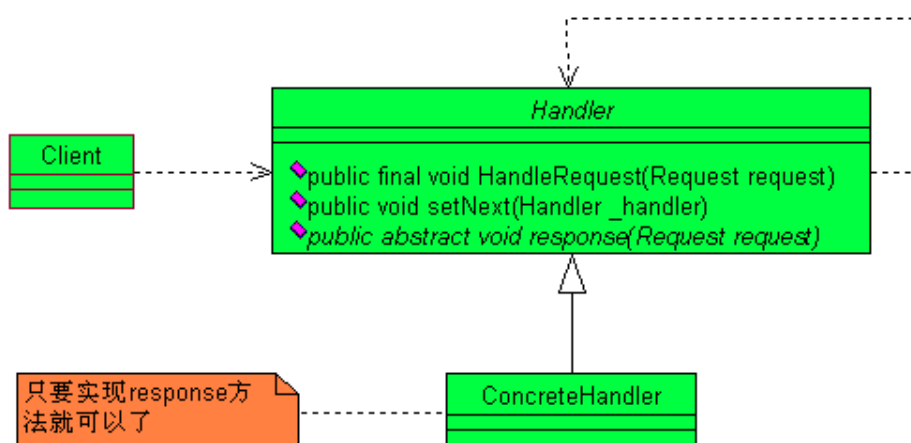 Handler
Client
public final void HandleRequest(Request request)
public void setNext(Handler _handler)
public abstract void response(Request request)
只要实现response方
法就可以了
ConcreteHandler